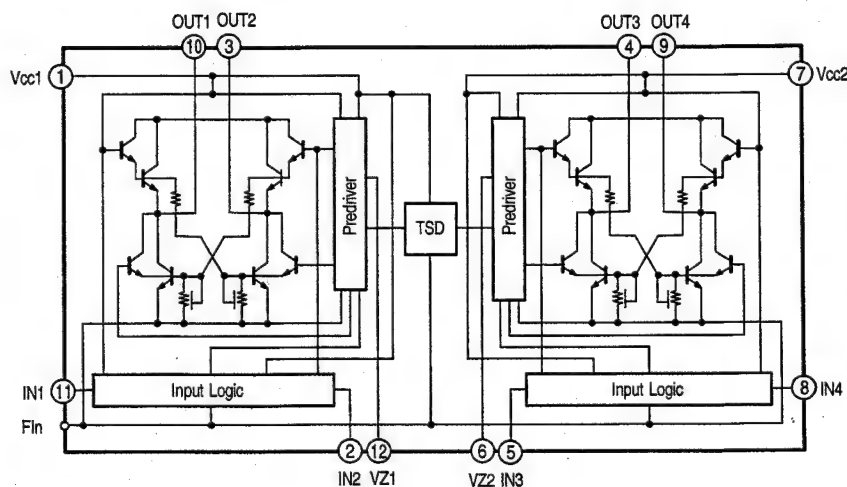 OUT1 OUT2 OUT3 OUT4
10 3 4 9
Vcc1 1 7 Vcc2
Predriver TSD Predriver
IN1 11 Input Logic Input Logic 8 IN4
FIn
2 12 6 5
IN2 VZ1 VZ2 IN3